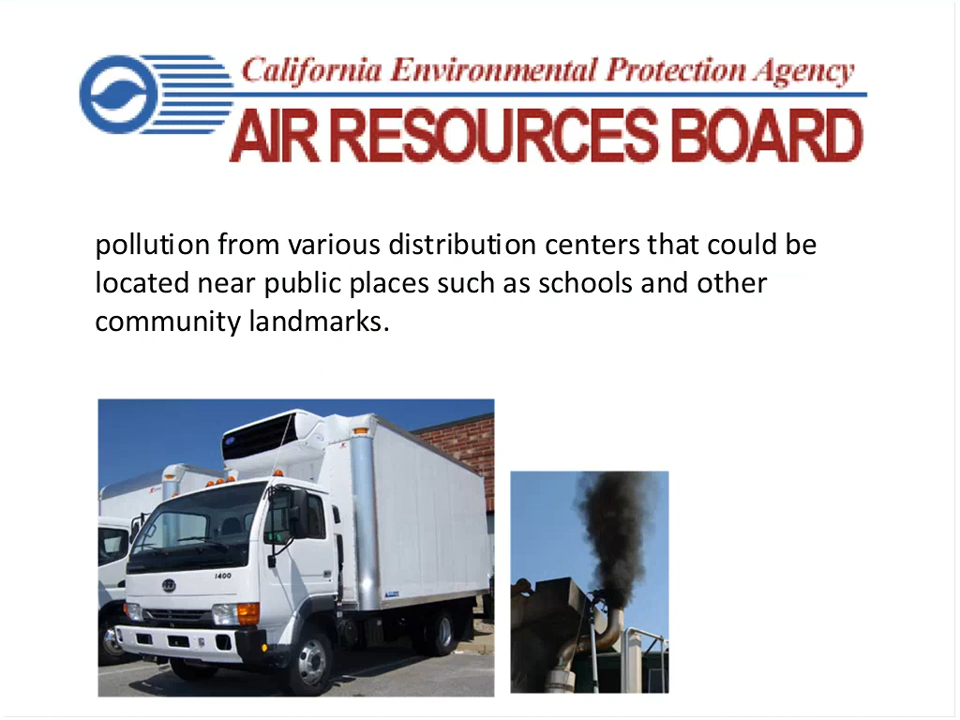 California Environmental Protection Agency
AIR RESOURCES BOARD
pollution from various distribution centers that could be
located near public places such as schools and other
community landmarks.
1400